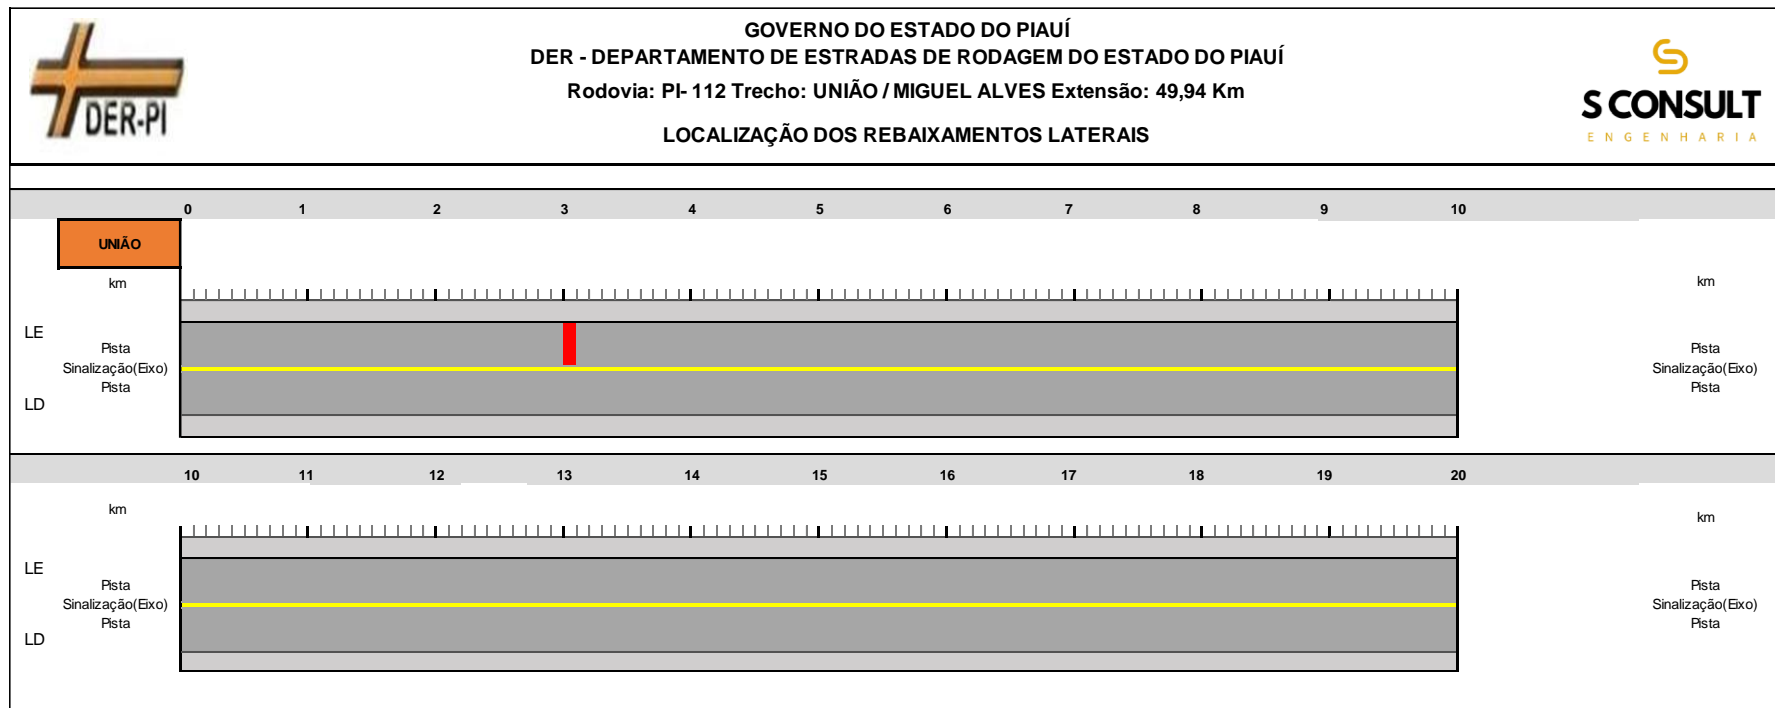 DER-PI
GOVERNO DO ESTADO DO PIAUÍ
DER - DEPARTAMENTO DE ESTRADAS DE RODAGEM DO ESTADO DO PIAUÍ
Rodovia: PI- 112 Trecho: UNIÃO / MIGUEL ALVES Extensão: 49,94 Km
LOCALIZAÇÃO DOS REBAIXAMENTOS LATERAIS
S CONSULT
ENGENHARIA
0 1 2 3 4 5 6 7 8 9 10
UNIÃO
km km
LE
Pista Pista
Sinalização(Eixo) Sinalização(Eixo)
Pista Pista
LD
10 11 12 13 14 15 16 17 18 19 20
km km
LE
Pista Pista
Sinalização(Eixo) Sinalização(Eixo)
Pista Pista
LD